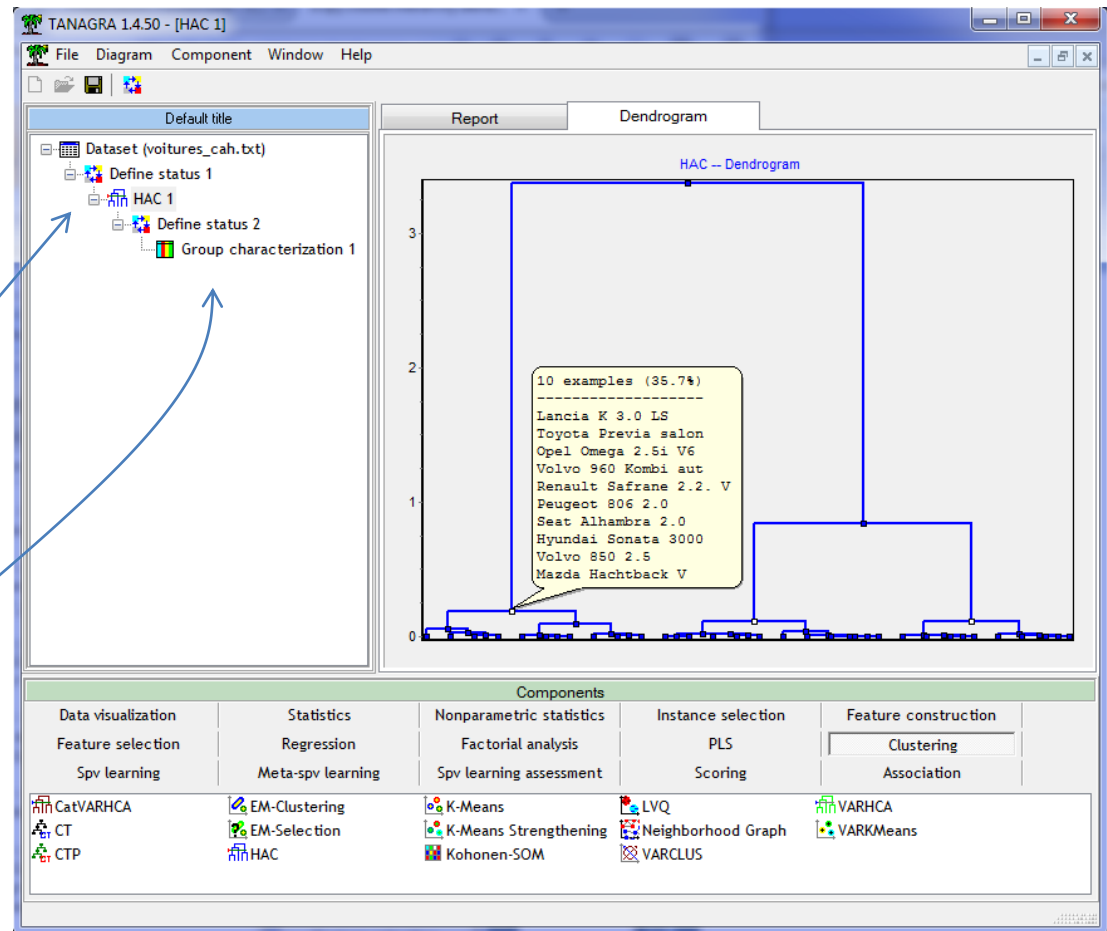 TANAGRA 1.4.50 - [HAC 1]
File Diagram Component Window Help
Default title
Dataset (voitures_cah.txt)
Define status 1
HAC 1
Define status 2
Group characterization 1
Report Dendrogram
HAC -- Dendrogram
3
2
1
0
10 examples (35.7%)
-------------------
Lancia K 3.0 LS
Toyota Previa salon
Opel Omega 2.5i V6
Volvo 960 Kombi aut
Renault Safrane 2.2. V
Peugeot 806 2.0
Seat Alhambra 2.0
Hyundai Sonata 3000
Volvo 850 2.5
Mazda Hachtback V
Components
Data visualization Statistics Nonparametric statistics Instance selection Feature construction
Feature selection Regression Factorial analysis PLS Clustering
Spv learning Meta-spv learning Spv learning assessment Scoring Association
CatVARHCA EM-Clustering K-Means LVQ VARHCA
CT EM-Selection K-Means Strengthening Neighborhood Graph VARKMeans
CTP HAC Kohonen-SOM VARCLUS